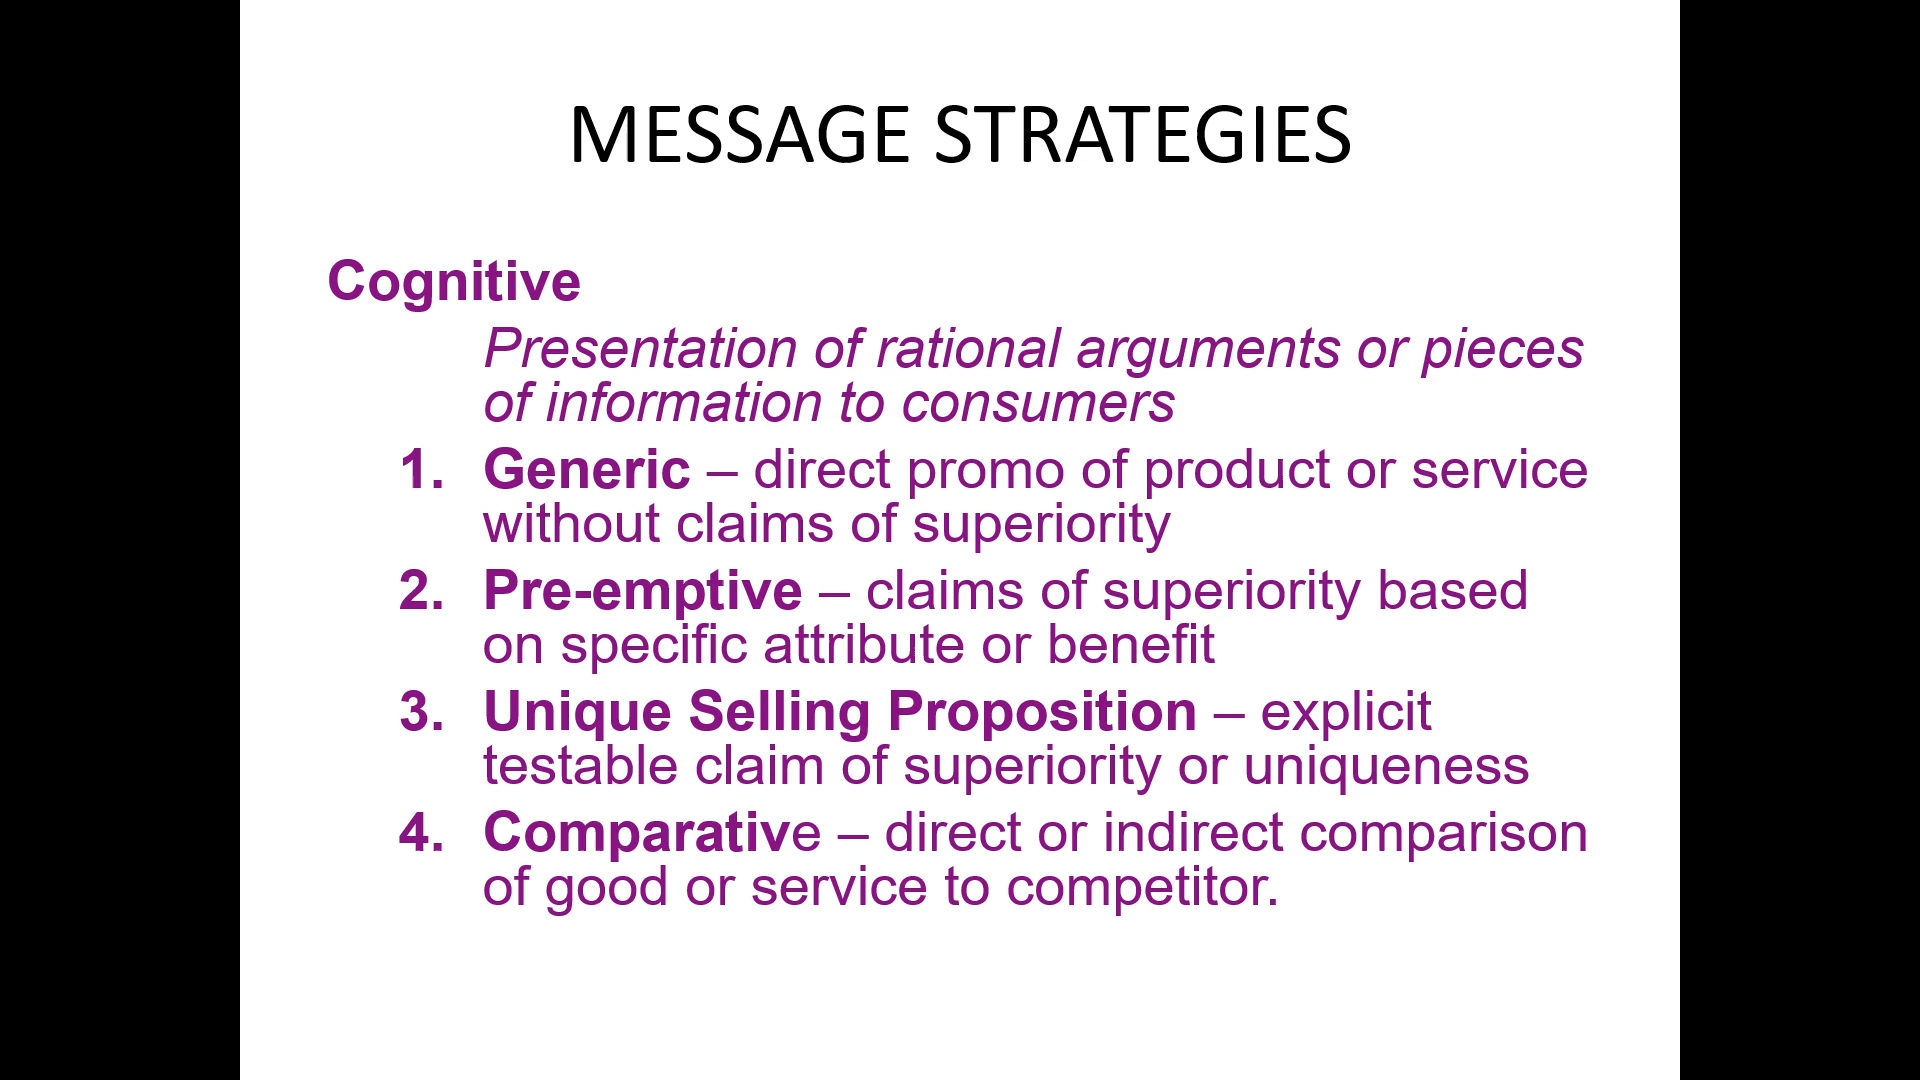 MESSAGE STRATEGIES
Cognitive
Presentation of rational arguments or pieces
of information to consumers
1. Generic – direct promo of product or service
without claims of superiority
2. Pre-emptive – claims of superiority based
on specific attribute or benefit
3. Unique Selling Proposition – explicit
testable claim of superiority or uniqueness
4. Comparative – direct or indirect comparison
of good or service to competitor.